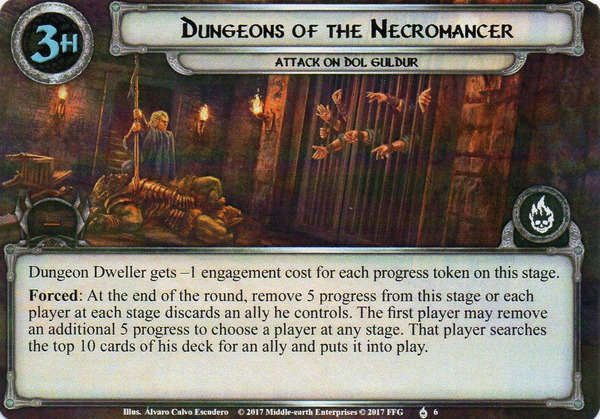 3H
DUNGEONS OF THE NECROMANCER
ATTACK ON DOL GULDUR
Dungeon Dweller gets –1 engagement cost for each progress token on this stage.
Forced: At the end of the round, remove 5 progress from this stage or each
player at each stage discards an ally he controls. The first player may remove
an additional 5 progress to choose a player at any stage. That player searches
the top 10 cards of his deck for an ally and puts it into play.
Illus. Álvaro Calvo Escudero © 2017 Middle-earth Enterprises © 2017 FFG 6